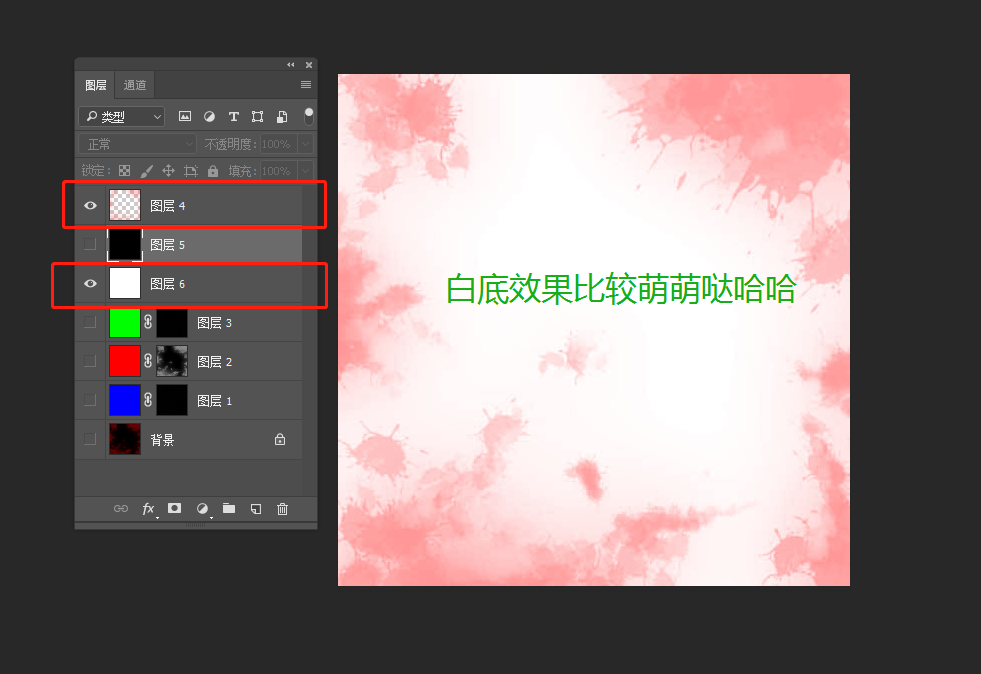 图层 通道
类型
正常 不透明度: 100%
锁定: 填充: 100%
图层 4
图层 5
图层 6
图层 3
图层 2
图层 1
背景
fx
白底效果比较萌萌哒哈哈